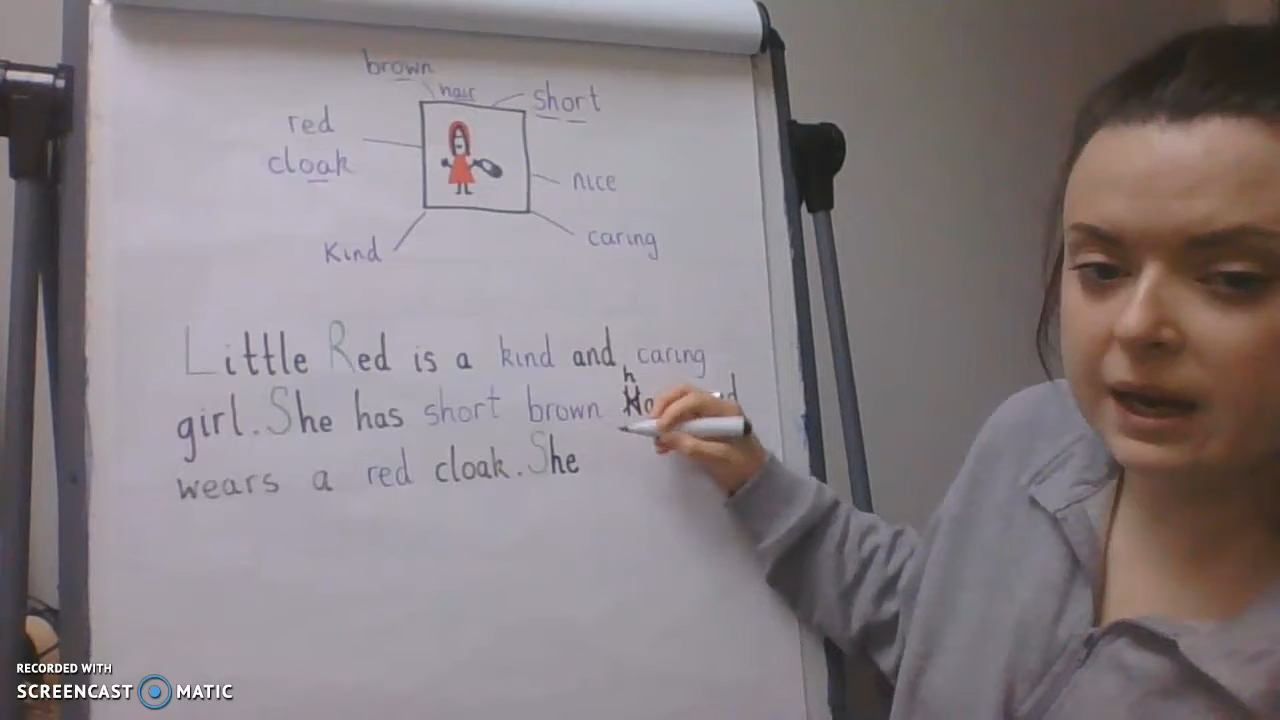 brown
hair
short
red
cloak
nice
Kind
caring
Little Red is a kind and caring
h
girl. She has short brown
wears a red cloak. She
RECORDED WITH
SCREENCAST MATIC